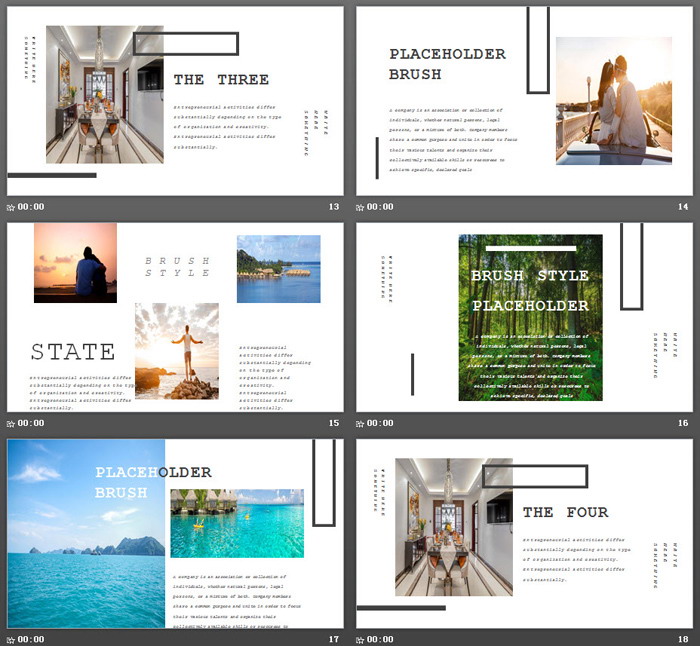 WRITE HERE
SOMETHING
THE THREE
entrepreneurial activities differ
substantially depending on the type
of organization and creativity.
entrepreneurial activities differ
substantially.
WRITE
HERE
SOMETHING
00:00
13
PLACEHOLDER
BRUSH
a company is an association or collection of
individuals, whether natural persons, legal
persons, or a mixture of both. Company members
share a common purpose and unite in order to focus
their various talents and organize their
collectively available skills or resources to
achieve specific, declared goals
00:00
14
BRUSH
STYLE
STATE
entrepreneurial activities differ
substantially depending on the typ
of organization and creativity.
entrepreneurial activities differ
substantially.
entrepreneurial
activities differ
substantially depending
on the type of
organization and
creativity.
entrepreneurial
activities differ
substantially.
00:00
15
WRITE HERE
SOMETHING
BRUSH STYLE
PLACEHOLDER
a company is an association or collection of
individuals, whether natural persons, legal
persons, or a mixture of both. Company members
share a common purpose and unite in order to focus
their various talents and organize their
collectively available skills or resources to
achieve specific, declared goals
WRITE
HERE
SOMETHING
00:00
16
PLACEHOLDER
BRUSH
a company is an association or collection of
individuals, whether natural persons, legal
persons, or a mixture of both. Company members
share a common purpose and unite in order to focus
their various talents and organize their
collectively available skills or resources to
00:00
17
WRITE HERE
SOMETHING
THE FOUR
entrepreneurial activities differ
substantially depending on the type
of organization and creativity.
entrepreneurial activities differ
substantially.
WRITE
HERE
SOMETHING
00:00
18